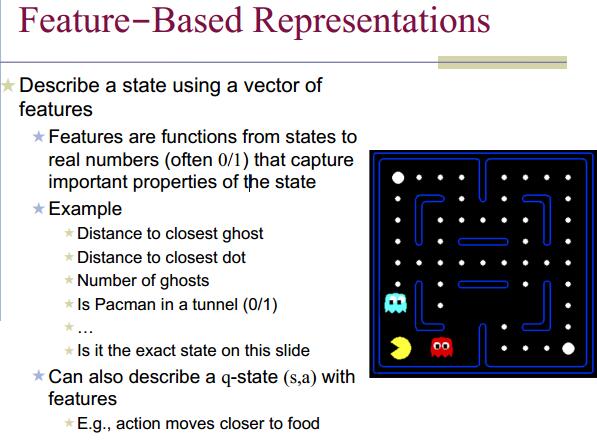 Feature−Based Representations
Describe a state using a vector of
features
Features are functions from states to
real numbers (often 0/1) that capture
important properties of the state
Example
Distance to closest ghost
Distance to closest dot
Number of ghosts
Is Pacman in a tunnel (0/1)
...
Is it the exact state on this slide
Can also describe a q-state (s,a) with
features
E.g., action moves closer to food